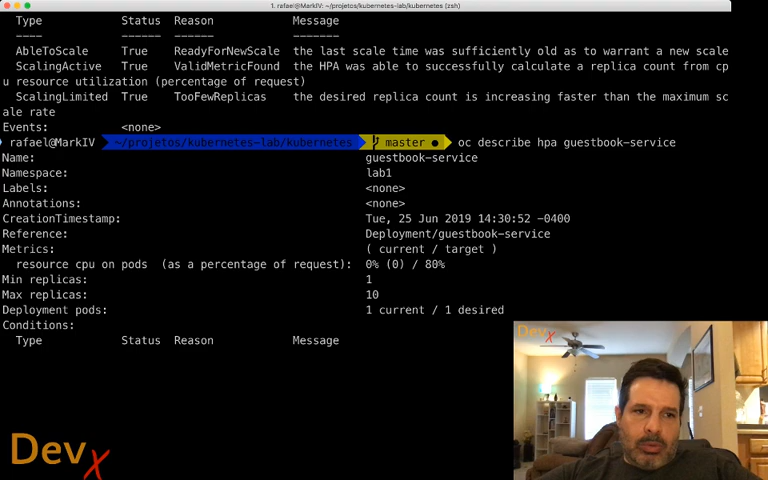 1. rafael@MarkIV: ~/projetos/kubernetes-lab/kubernetes (zsh)
Type Status Reason Message
---- ------ ------ -------
AbleToScale True ReadyForNewScale the last scale time was sufficiently old as to warrant a new scale
ScalingActive True ValidMetricFound the HPA was able to successfully calculate a replica count from cp
u resource utilization (percentage of request)
ScalingLimited True TooFewReplicas the desired replica count is increasing faster than the maximum sc
ale rate
Events: <none>
rafael@MarkIV ~/projetos/kubernetes-lab/kubernetes master ● oc describe hpa guestbook-service
Name: guestbook-service
Namespace: lab1
Labels: <none>
Annotations: <none>
CreationTimestamp: Tue, 25 Jun 2019 14:30:52 -0400
Reference: Deployment/guestbook-service
Metrics: ( current / target )
resource cpu on pods (as a percentage of request): 0% (0) / 80%
Min replicas: 1
Max replicas: 10
Deployment pods: 1 current / 1 desired
Conditions:
Type Status Reason Message
Devx
Devx